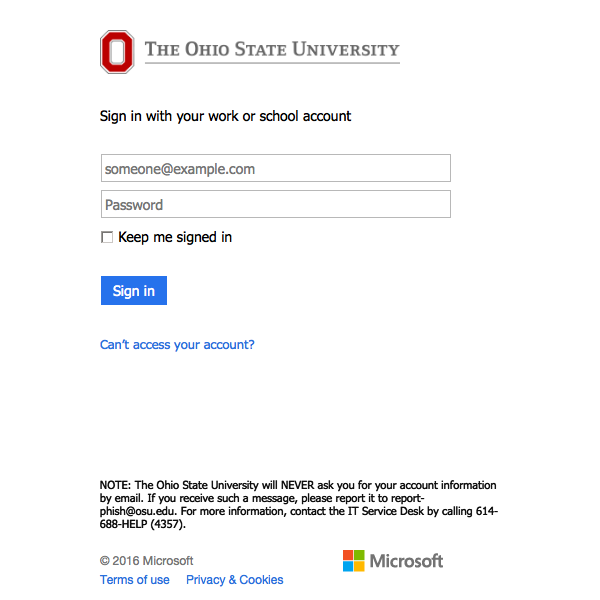 THE OHIO STATE UNIVERSITY
Sign in with your work or school account
someone@example.com
Password
Keep me signed in
Sign in
Can't access your account?
NOTE: The Ohio State University will NEVER ask you for your account information
by email. If you receive such a message, please report it to report-
phish@osu.edu. For more information, contact the IT Service Desk by calling 614-
688-HELP (4357).
© 2016 Microsoft
Microsoft
Terms of use Privacy & Cookies